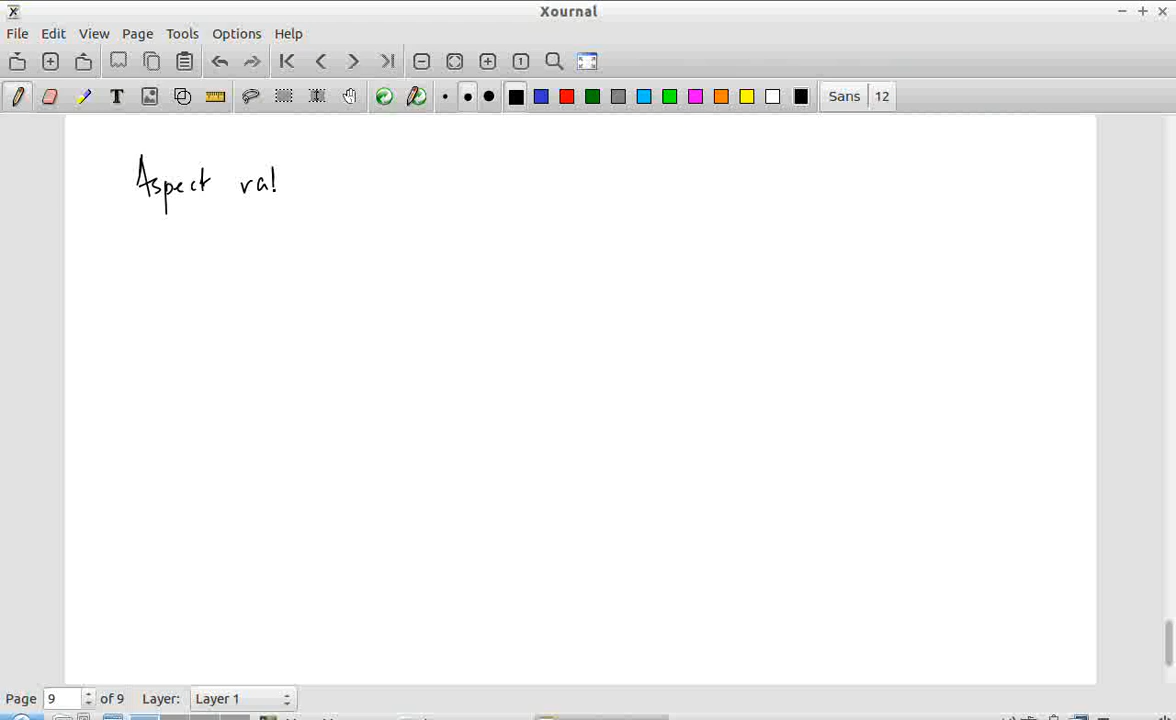 Xournal
File Edit View Page Tools Options Help
Sans 12
Aspect ra
Page 9 of 9 Layer: Layer 1